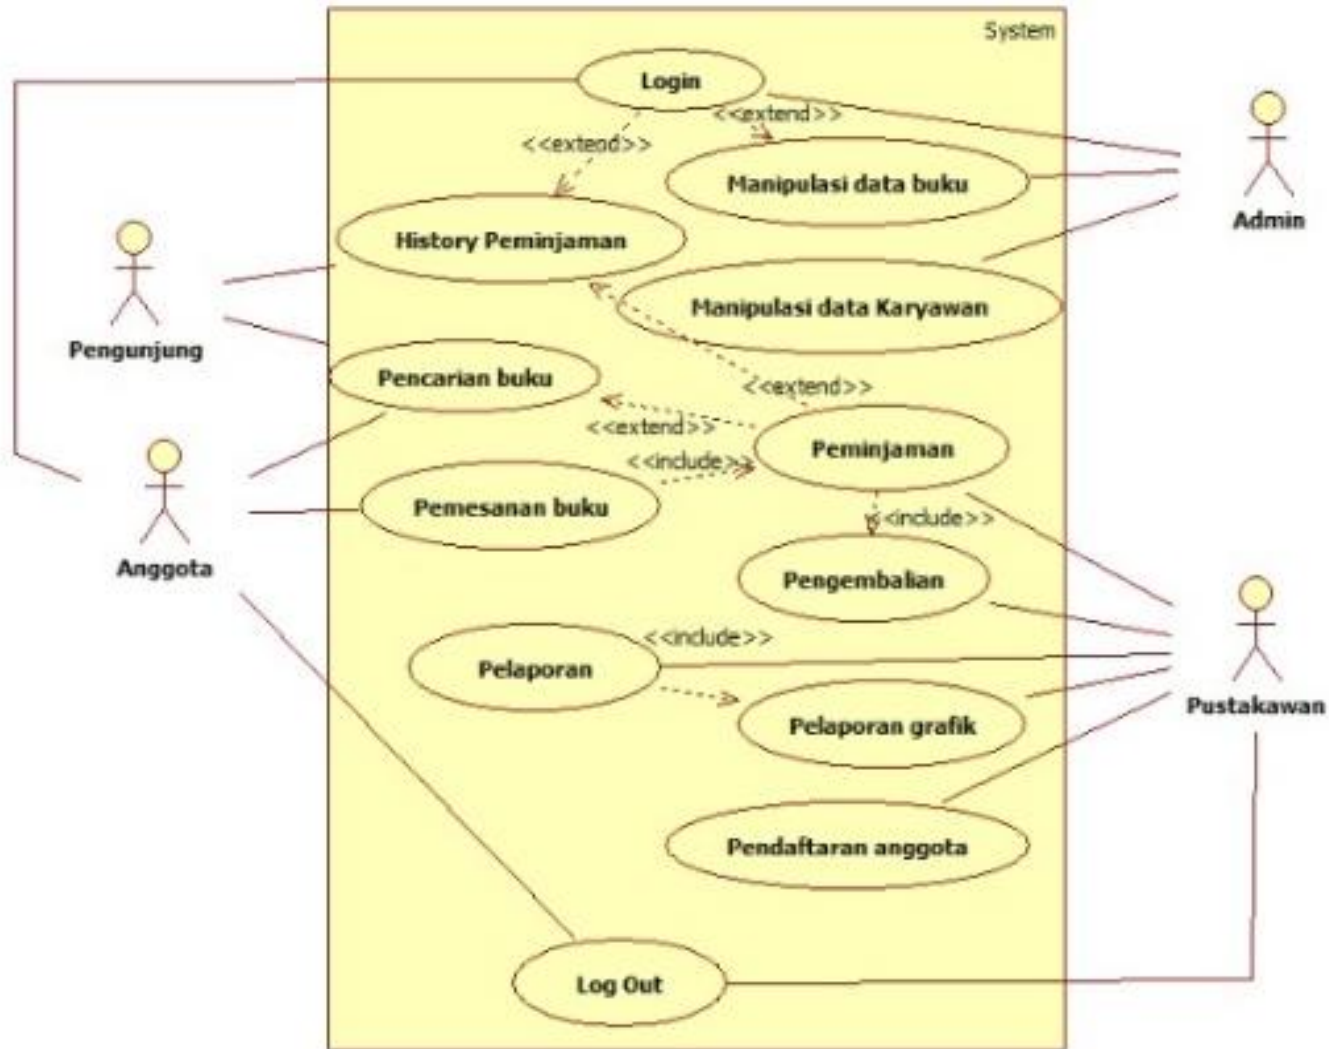 System
Login
<<extend>>
<<extend>>
Manipulasi data buku
Admin
History Peminjaman
Manipulasi data Karyawan
Pengunjung
Pencarian buku
<<extend>>
<<extend>>
Peminjaman
<<include>>
Pemesanan buku
<<include>>
Anggota
Pengembalian
<<include>>
Pelaporan
Pustakawan
Pelaporan grafik
Pendaftaran anggota
Log Out